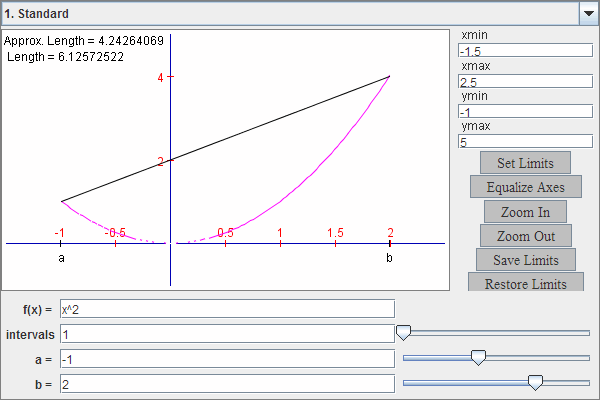 1. Standard
Approx. Length = 4.24264069
Length = 6.12572522
4
2
-1
-0.5
0.5
1
1.5
2
a
b
xmin
-1.5
xmax
2.5
ymin
-1
ymax
5
Set Limits
Equalize Axes
Zoom In
Zoom Out
Save Limits
Restore Limits
f(x) = x^2
intervals 1
a = -1
b = 2